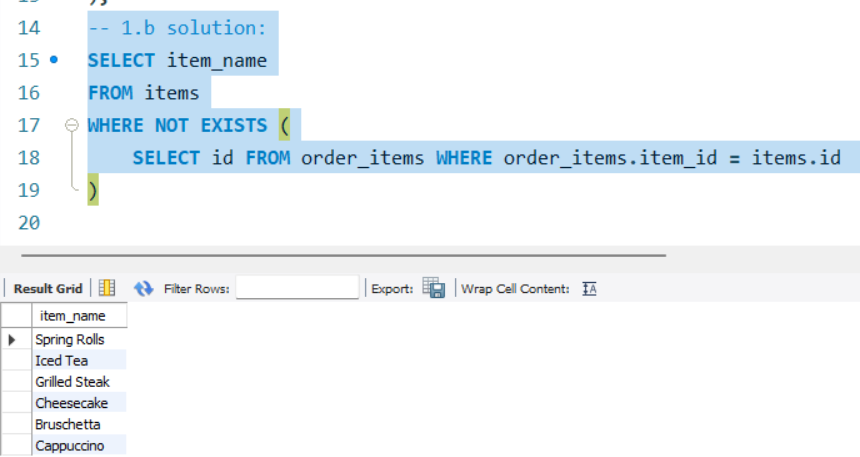 14 -- 1.b solution:
15 SELECT item_name
16 FROM items
17 WHERE NOT EXISTS (
18 SELECT id FROM order_items WHERE order_items.item_id = items.id
19 )
20
Result Grid Filter Rows: Export: Wrap Cell Content: IA
item_name
Spring Rolls
Iced Tea
Grilled Steak
Cheesecake
Bruschetta
Cappuccino